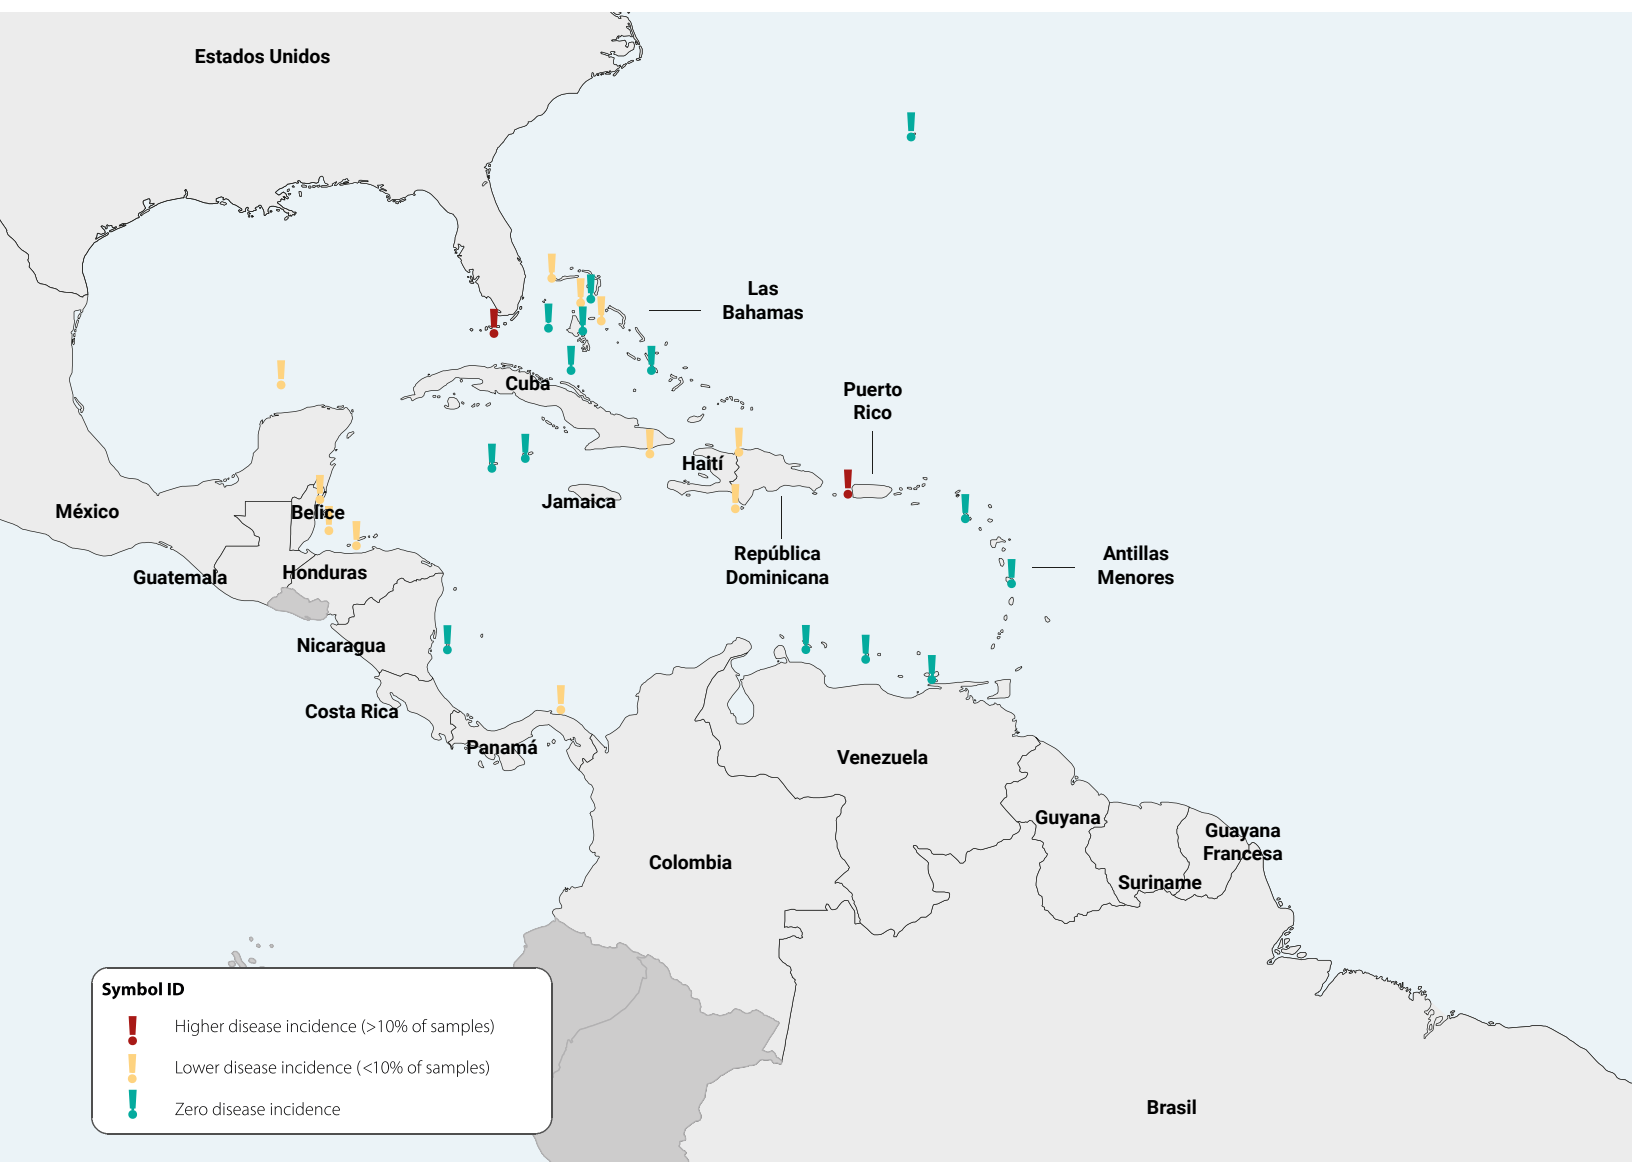 Estados Unidos
Las
Bahamas
Cuba
Puerto
Rico
Haití
Jamaica
México
Belice
República
Dominicana
Antillas
Menores
Guatemala
Honduras
Nicaragua
Costa Rica
Panamá
Venezuela
Guyana
Guayana
Francesa
Colombia
Suriname
Brasil
Symbol ID
Higher disease incidence (>10% of samples)
Lower disease incidence (<10% of samples)
Zero disease incidence